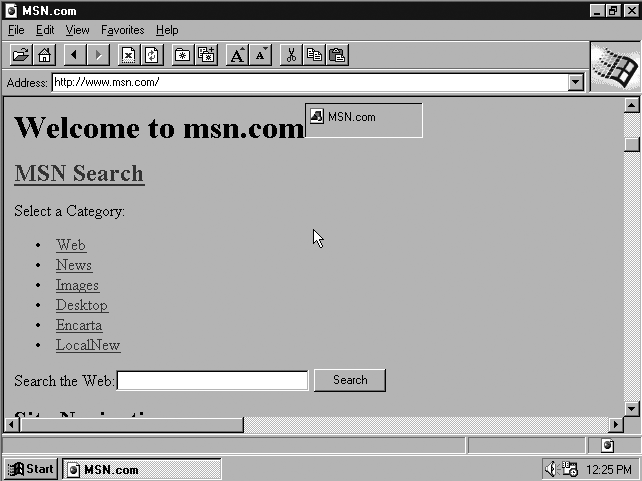 MSN.com
File Edit View Favorites Help
A A
Address: http://www.msn.com/
Welcome to msn.com MSN.com
MSN Search
Select a Category:
• Web
• News
• Images
• Desktop
• Encarta
• LocalNew
Search the Web: Search
Start MSN.com 12:25 PM